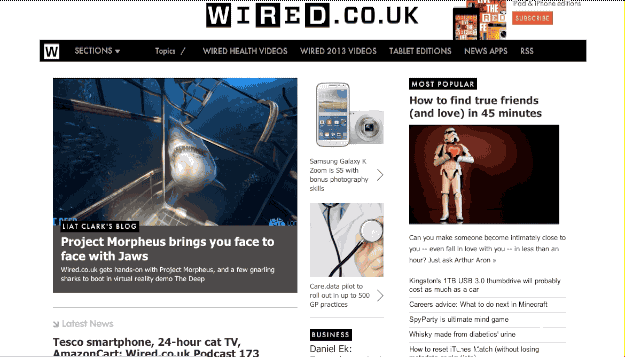 WIRED.CO.UK
iPad & iPhone editions
SUBSCRIBE
W
SECTIONS
Topics /
WIRED HEALTH VIDEOS
WIRED 2013 VIDEOS
TABLET EDITIONS
NEWS APPS
RSS
LIAT CLARK'S BLOG
Project Morpheus brings you face to
face with Jaws
Wired.co.uk gets hands-on with Project Morpheus, and a few gnarling
sharks to boot in virtual reality demo The Deep
Latest News
Tesco smartphone, 24-hour cat TV,
AmazonCart: Wired.co.uk Podcast 173
Samsung Galaxy K
Zoom is S5 with
bonus photography
skills
Care.data pilot to
roll out in up to 500
GP practices
BUSINESS
Daniel Ek:
MOST POPULAR
How to find true friends
(and love) in 45 minutes
Can you make someone become intimately close to
you -- even fall in love with you -- in less than an
hour? Just ask Arthur Aron »
Kingston's 1TB USB 3.0 thumbdrive will probably
cost as much as a car
Careers advice: What to do next in Minecraft
SpyParty is ultimate mind game
Whisky made from diabetics' urine
How to reset iTunes Match (without losing